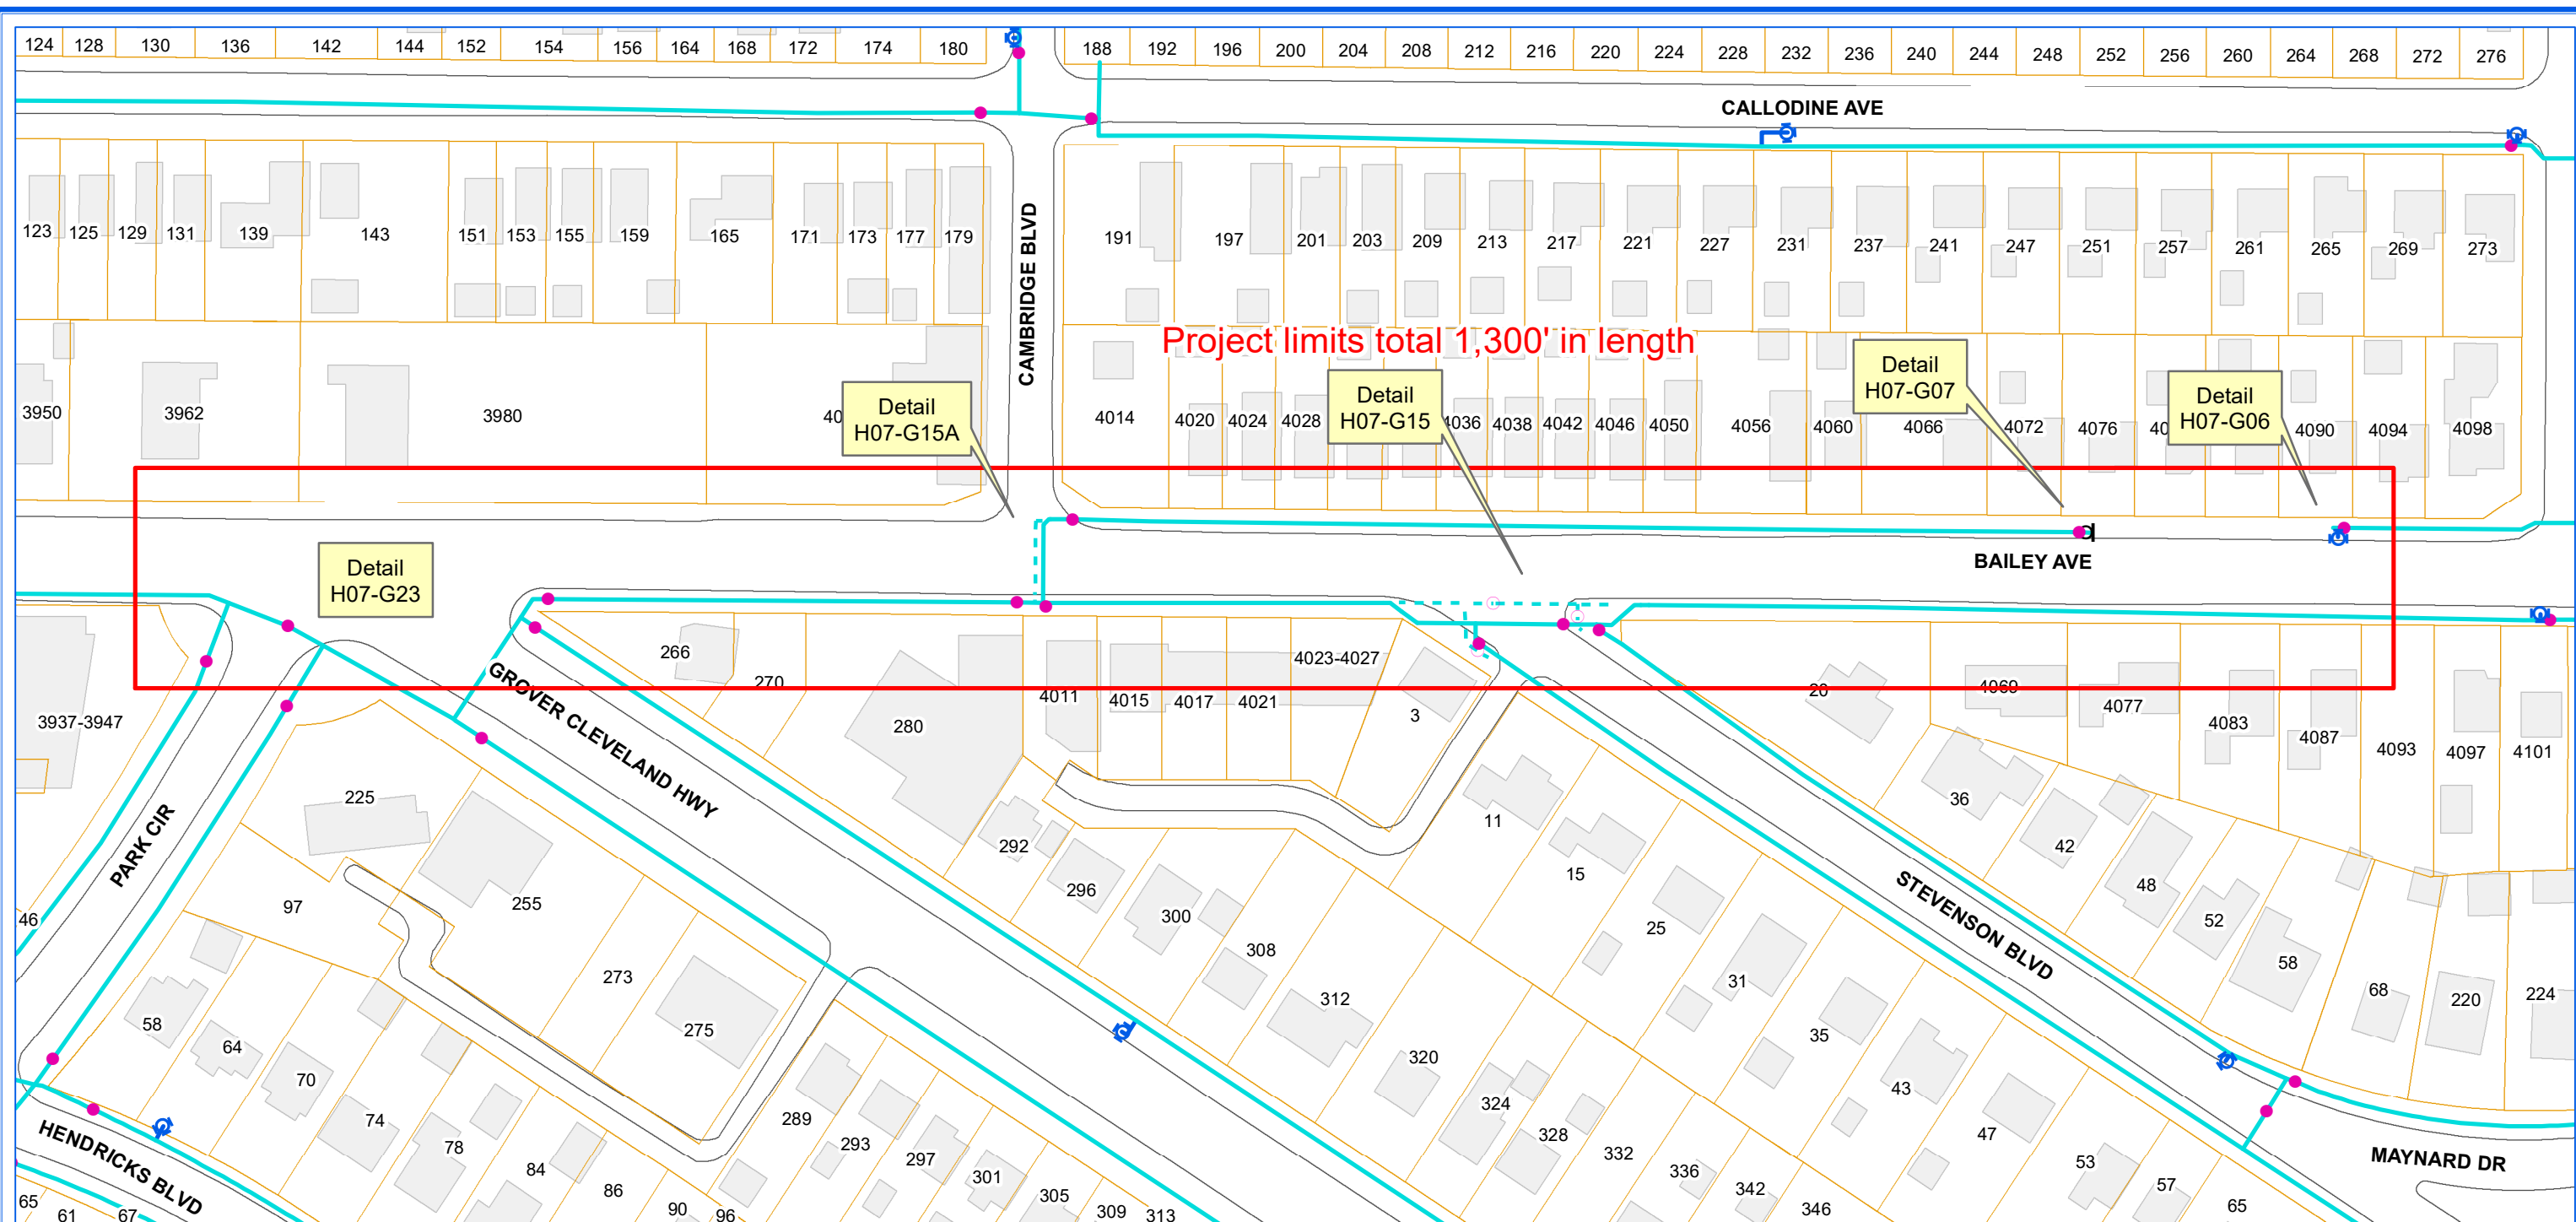 124 128 130 136 142 144 152 154 156 164 168 172 174 180 188 192 196 200 204 208 212 216 220 224 228 232 236 240 244 248 252 256 260 264 268 272 276
CALLODINE AVE
123 125 129 131 139 143 151 153 155 159 165 171 173 177 179 191 197 201 203 209 213 217 221 227 231 237 241 247 251 257 261 265 269 273
CAMBRIDGE BLVD
Project limits total 1,300' in length
Detail
H07-G15A
Detail
H07-G15
Detail
H07-G07
Detail
H07-G06
3950 3962 3980 4014 4020 4024 4028 4036 4038 4042 4046 4050 4056 4060 4066 4072 4076 4090 4094 4098
BAILEY AVE
Detail
H07-G23
266 270 280 4011 4015 4017 4021 4023-4027 3 20 4069 4077 4083 4087 4093 4097 4101
3937-3947
GROVER CLEVELAND HWY
PARK CIR
225 255 97 273 275
46
292 296 300 308 312 320 324 328 332 336 342 346
11 15 25 31 35 43 47 53 57 65
36 42 48 52 58 68 220 224
STEVENSON BLVD
58 64 70 74 78 84 86 90 96
289 293 297 301 305 309 313
HENDRICKS BLVD
65 61 67
MAYNARD DR